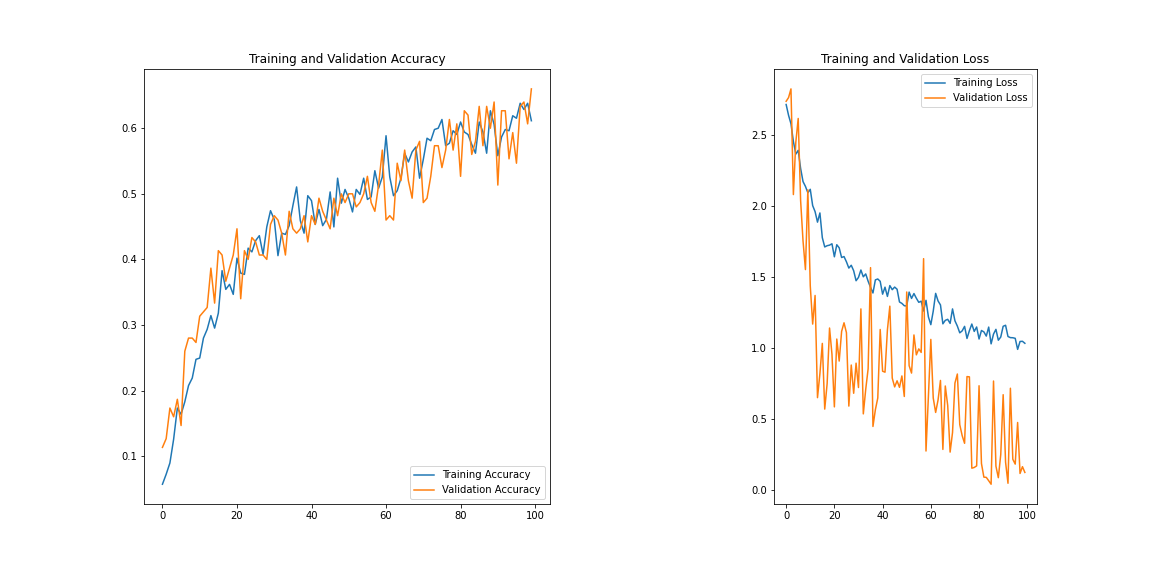 Training and Validation Accuracy
0.6
0.5
0.4
0.3
0.2
0.1
0 20 40 60 80 100
Training Accuracy
Validation Accuracy
Training and Validation Loss
2.5
2.0
1.5
1.0
0.5
0.0
0 20 40 60 80 100
Training Loss
Validation Loss